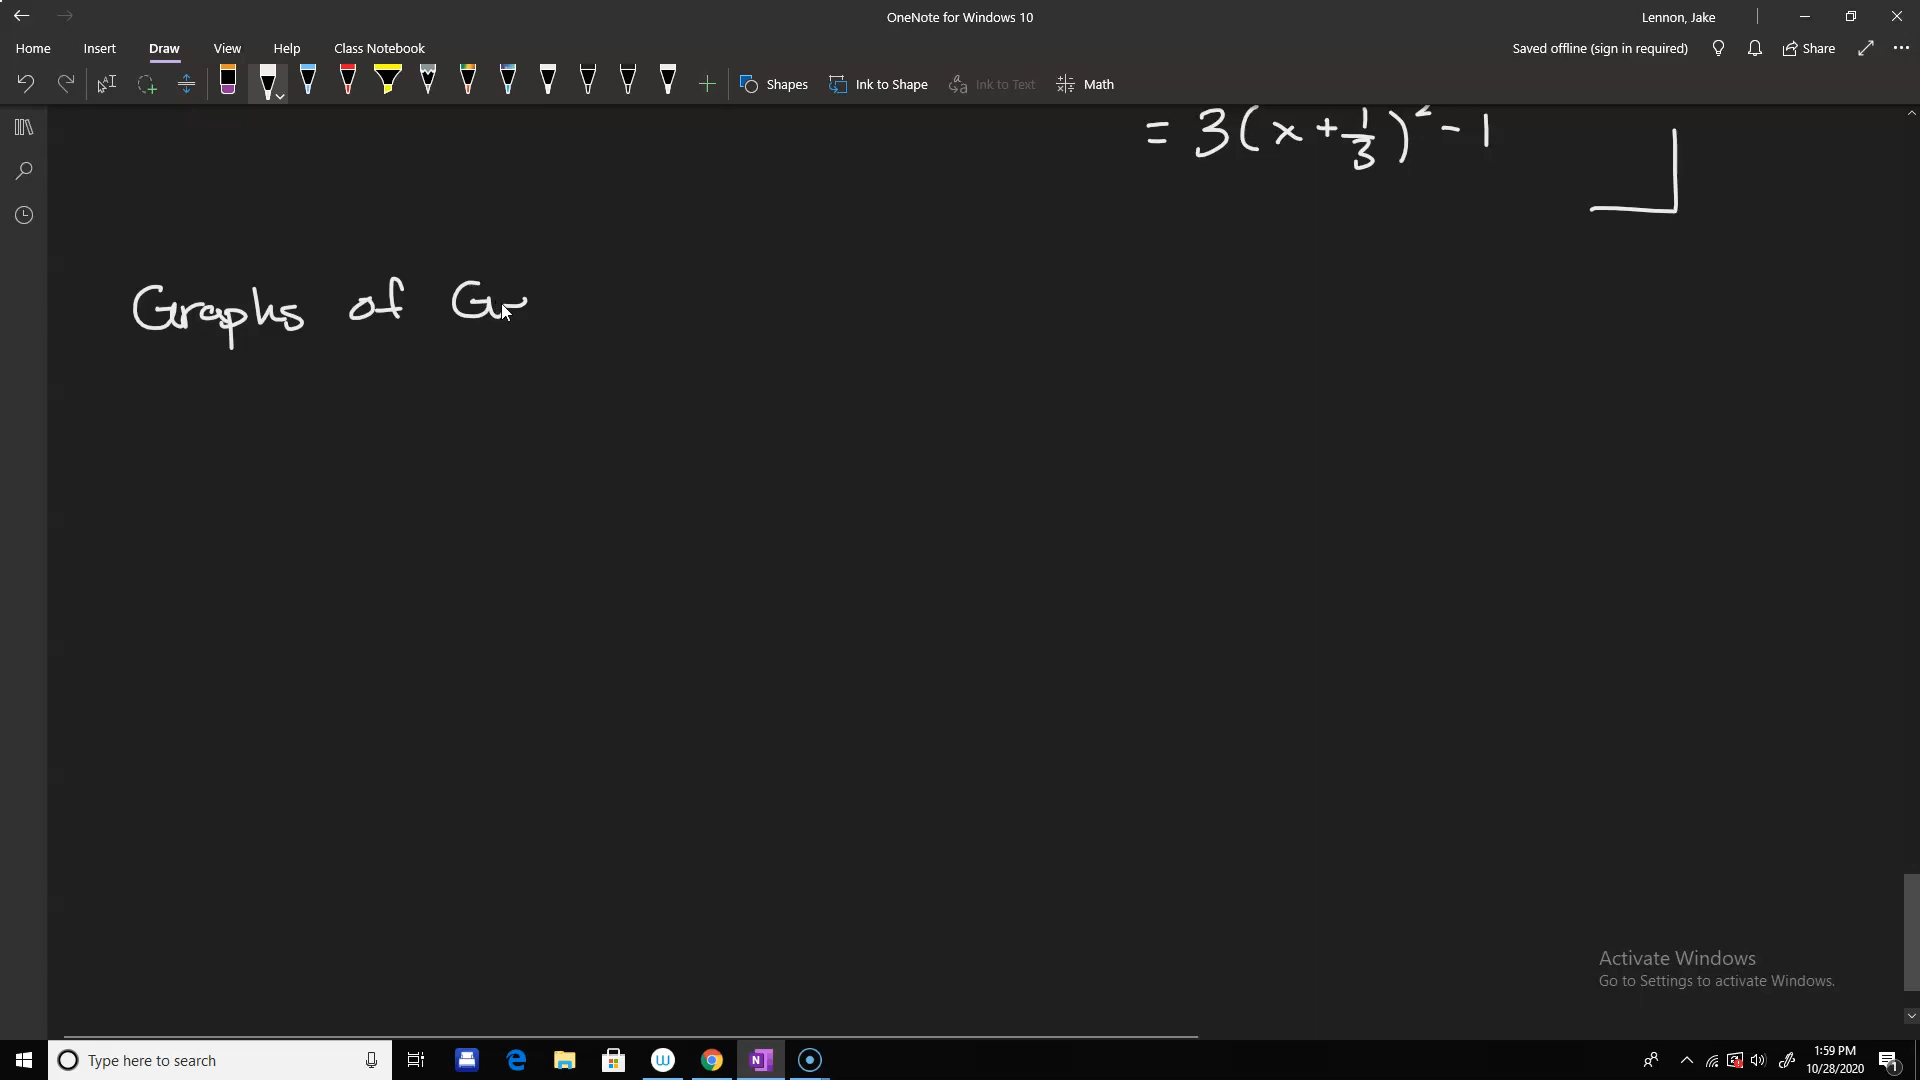 OneNote for Windows 10
Lennon, Jake
Home Insert Draw View Help Class Notebook
Saved offline (sign in required) Share
Shapes Ink to Shape Ink to Text Math
= 3(x + 1/3)² - 1
Graphs of Gr
Activate Windows
Go to Settings to activate Windows.
Type here to search
1:59 PM
10/28/2020
1